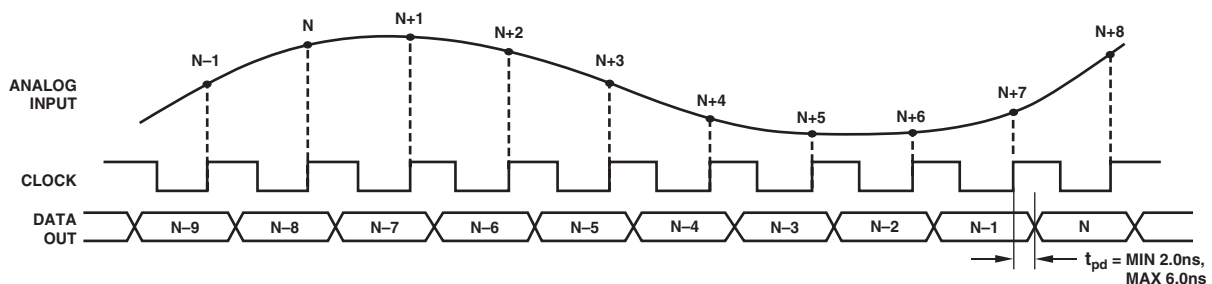 N–1
N
N+1
N+2
N+3
N+4
N+5
N+6
N+7
N+8
ANALOG
INPUT
CLOCK
DATA
OUT
N–9
N–8
N–7
N–6
N–5
N–4
N–3
N–2
N–1
N
tpd = MIN 2.0ns,
MAX 6.0ns